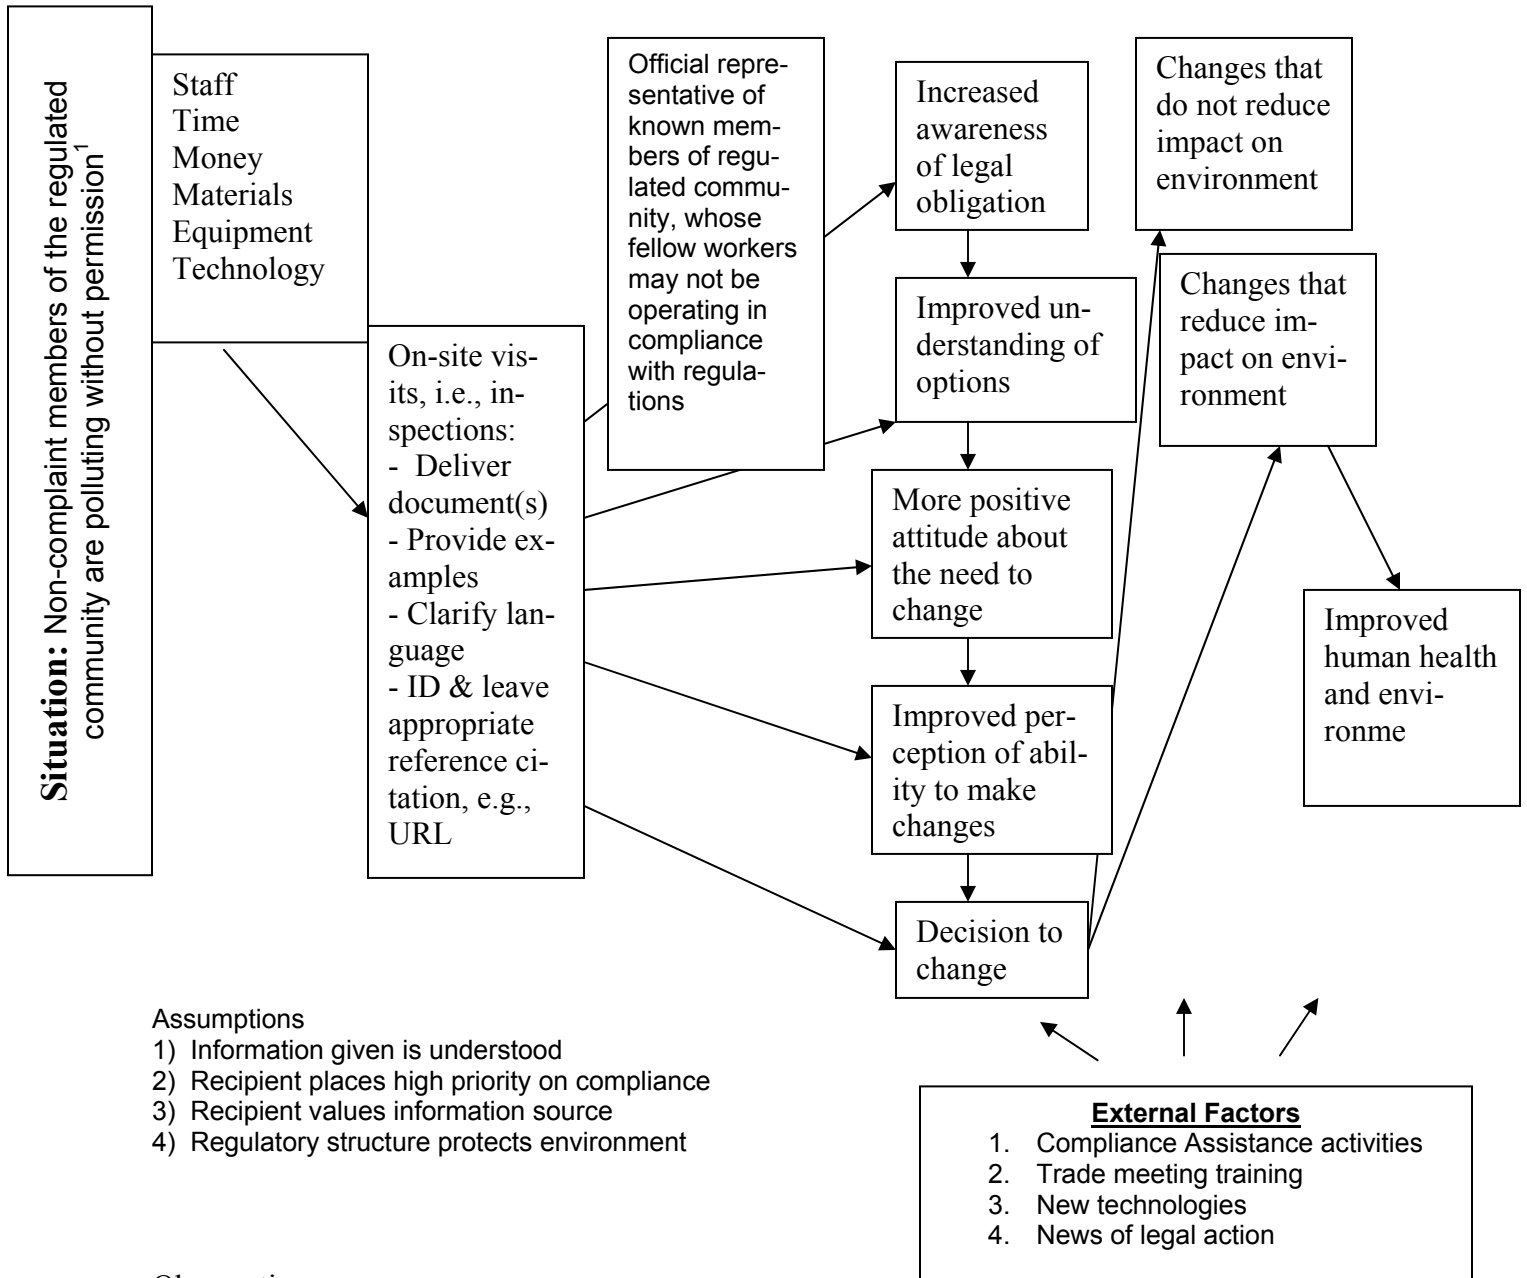 Situation: Non-complaint members of the regulated
community are polluting without permission1
Staff
Time
Money
Materials
Equipment
Technology
On-site vis-
its, i.e., in-
spections:
- Deliver
document(s)
- Provide ex-
amples
- Clarify lan-
guage
- ID & leave
appropriate
reference ci-
tation, e.g.,
URL
Official repre-
sentative of
known mem-
bers of regu-
lated commu-
nity, whose
fellow workers
may not be
operating in
compliance
with regula-
tions
Increased
awareness
of legal
obligation
Improved un-
derstanding of
options
More positive
attitude about
the need to
change
Improved per-
ception of abil-
ity to make
changes
Decision to
change
Changes that
do not reduce
impact on
environment
Changes that
reduce im-
pact on envi-
ronment
Improved
human health
and envi-
ronme
Assumptions
1) Information given is understood
2) Recipient places high priority on compliance
3) Recipient values information source
4) Regulatory structure protects environment
External Factors
1. Compliance Assistance activities
2. Trade meeting training
3. New technologies
4. News of legal action